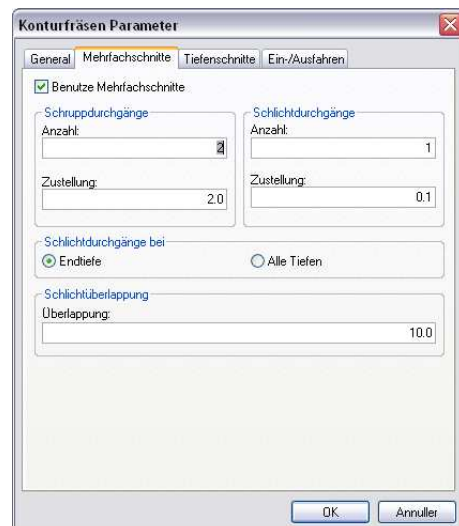 Konturfräsen Parameter
General Mehrfachschnitte Tiefenschnitte Ein-/Ausfahren
Benutze Mehrfachschnitte
Schruppdurchgänge
Anzahl:
2
Zustellung:
2.0
Schlichtdurchgänge
Anzahl:
1
Zustellung:
0.1
Schlichtdurchgänge bei
Endtiefe Alle Tiefen
Schlichtüberlappung
Überlappung:
10.0
OK Annuller